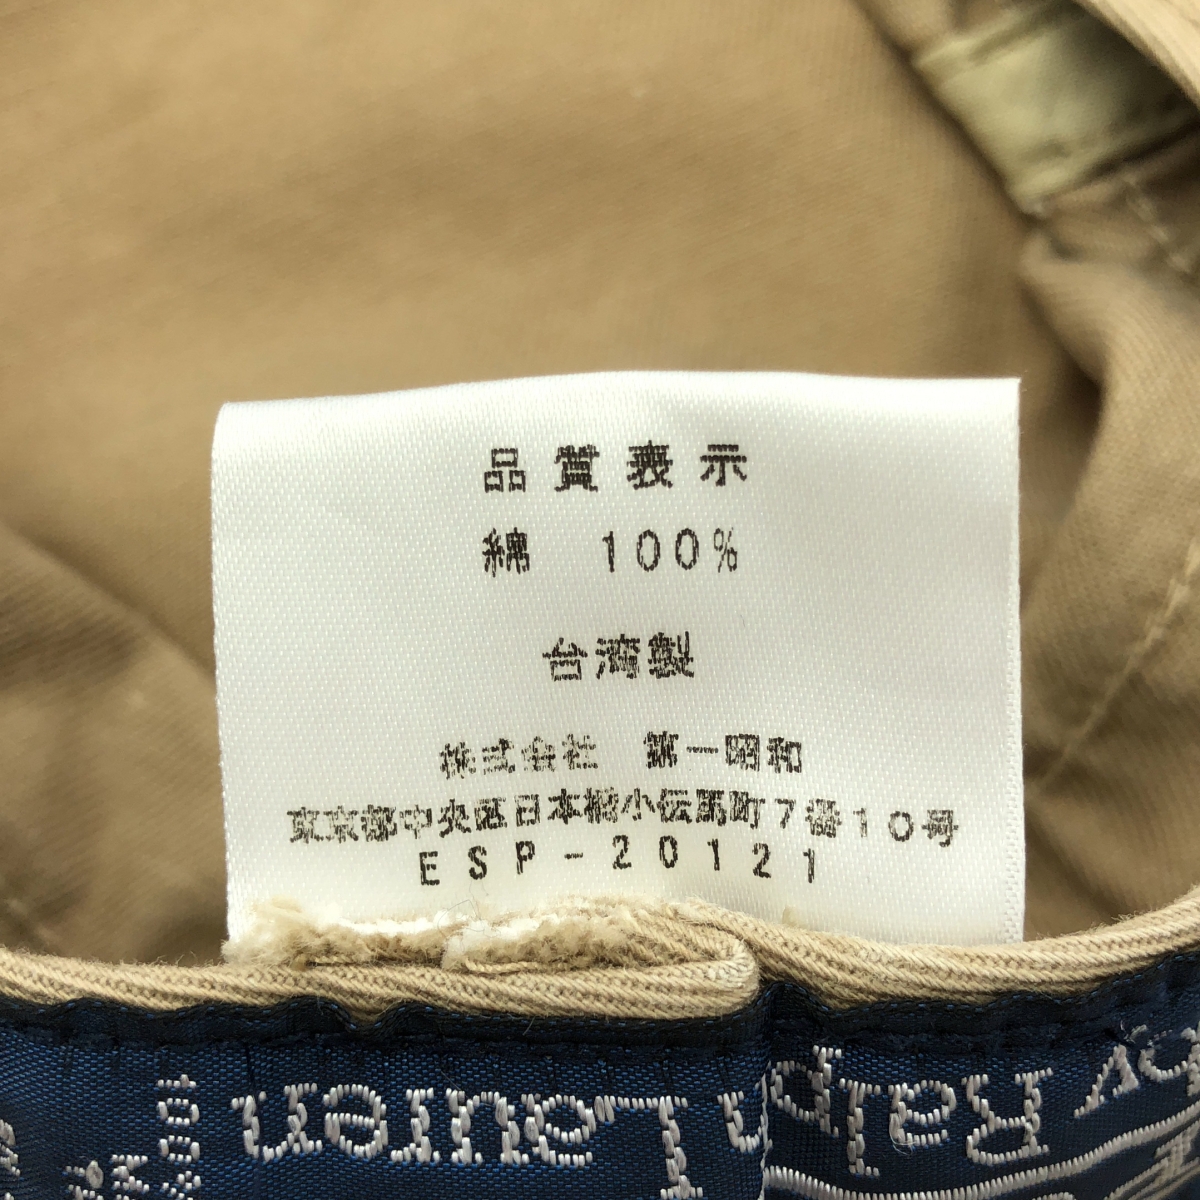 品質表示
綿 100%
台湾製
株式会社 第一昭和
東京都中央区日本橋小伝馬町7番10号
ESP-20121
by Ralph Lauren